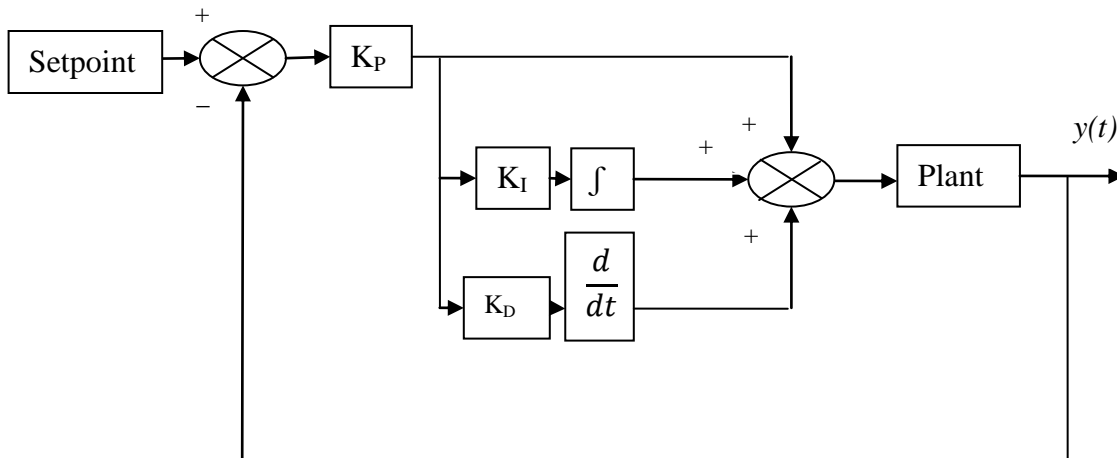 +
Setpoint
K_P
−
y(t)
+
+
K_I
∫
Plant
+
K_D
d
dt